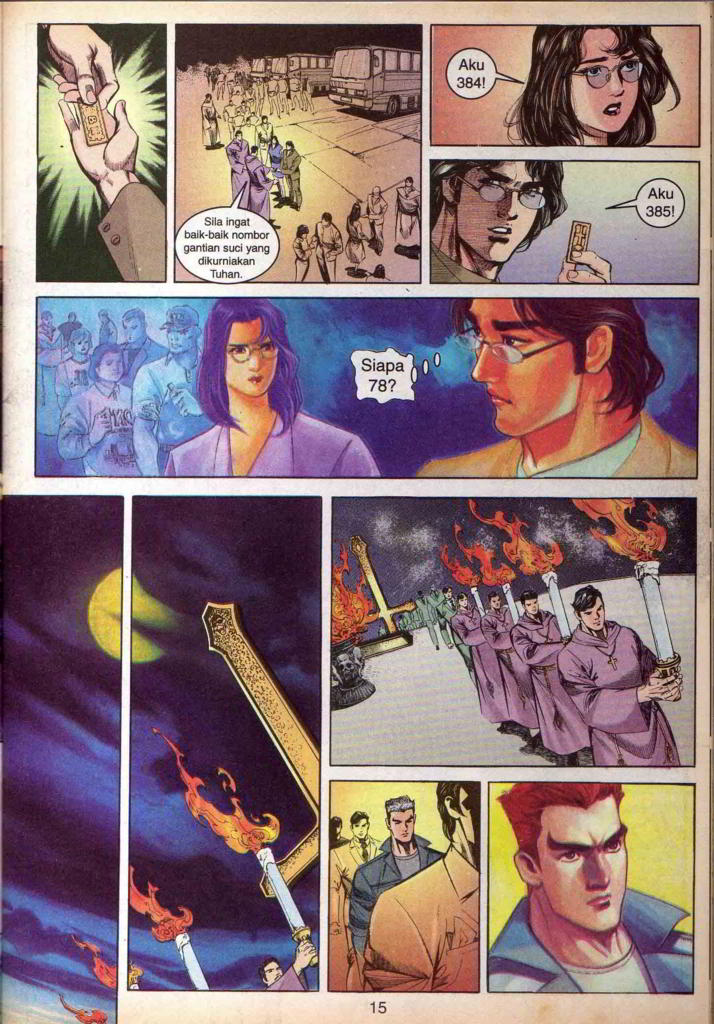 Sila ingat
baik-baik nombor
gantian suci yang
dikurniakan
Tuhan.
Aku
384!
Aku
385!
Siapa
78?
15